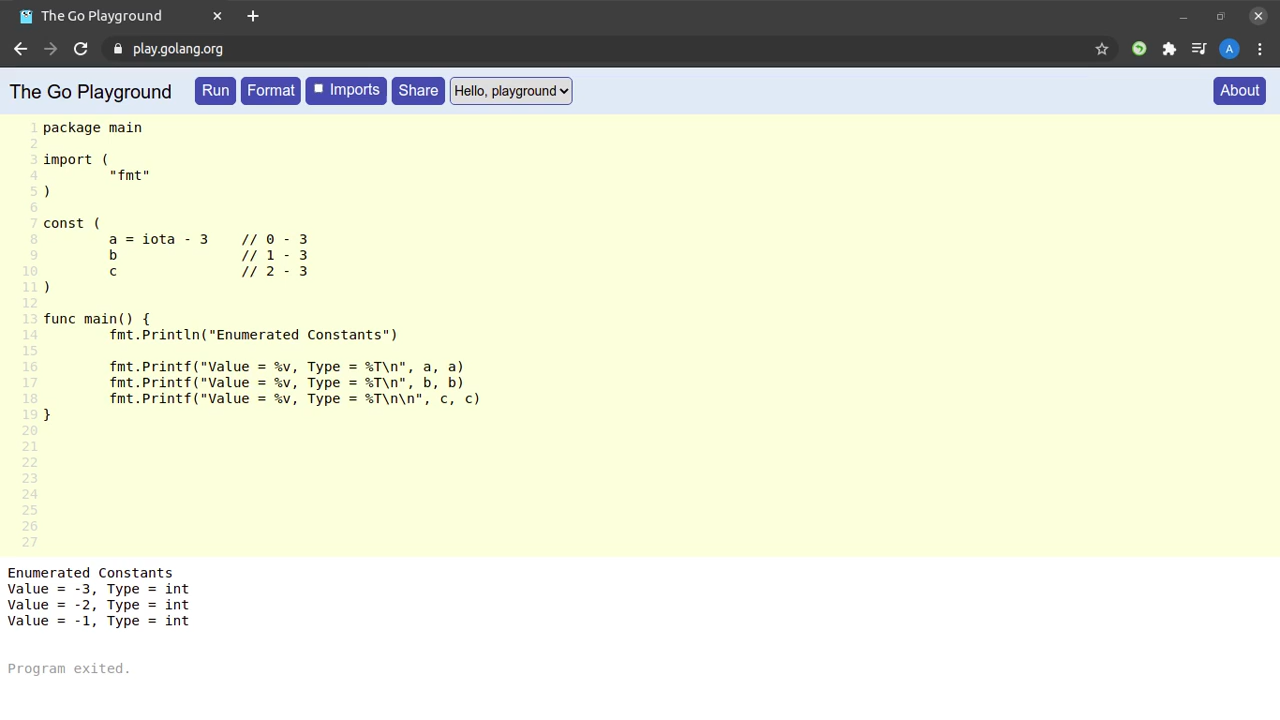 The Go Playground
play.golang.org
A
The Go Playground Run Format Imports Share Hello, playground About
1 package main
2
3 import (
4         "fmt"
5 )
6
7 const (
8         a = iota - 3    // 0 - 3
9         b               // 1 - 3
10         c               // 2 - 3
11 )
12
13 func main() {
14         fmt.Println("Enumerated Constants")
15
16         fmt.Printf("Value = %v, Type = %T\n", a, a)
17         fmt.Printf("Value = %v, Type = %T\n", b, b)
18         fmt.Printf("Value = %v, Type = %T\n\n", c, c)
19 }
20
21
22
23
24
25
26
27
Enumerated Constants
Value = -3, Type = int
Value = -2, Type = int
Value = -1, Type = int
Program exited.